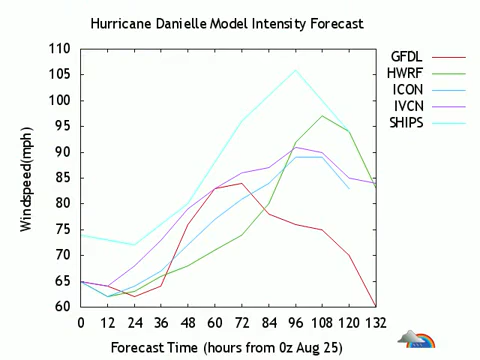 Hurricane Danielle Model Intensity Forecast
110
105
100
95
90
85
80
75
70
65
60
Windspeed(mph)
GFDL
HWRF
ICON
IVCN
SHIPS
0 12 24 36 48 60 72 84 96 108 120 132
Forecast Time (hours from 0z Aug 25)